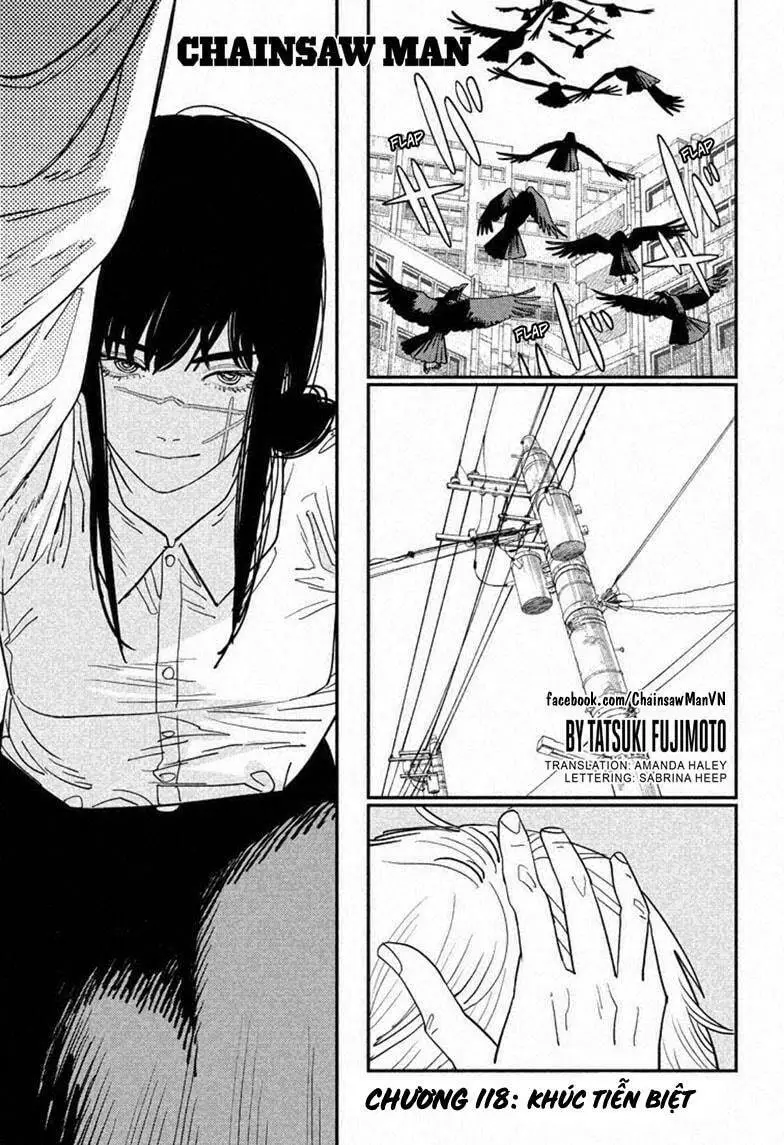 CHAINSAW MAN
FLAP
FLAP
FLAP
FLAP
FLAP
facebook.com/ChainsawManVN
BY TATSUKI FUJIMOTO
TRANSLATION: AMANDA HALEY
LETTERING: SABRINA HEEP
CHƯƠNG 118: KHÚC TIỄN BIỆT